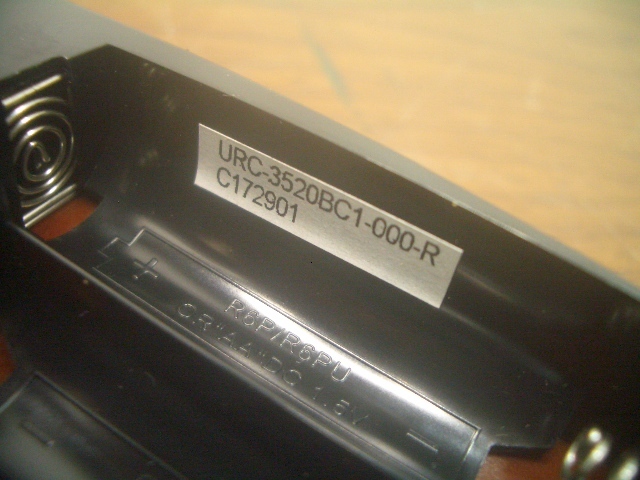 URC-3520BC1-000-R
C172901
+
R6P/R6PU
OR"AA"DC 1.5V
−